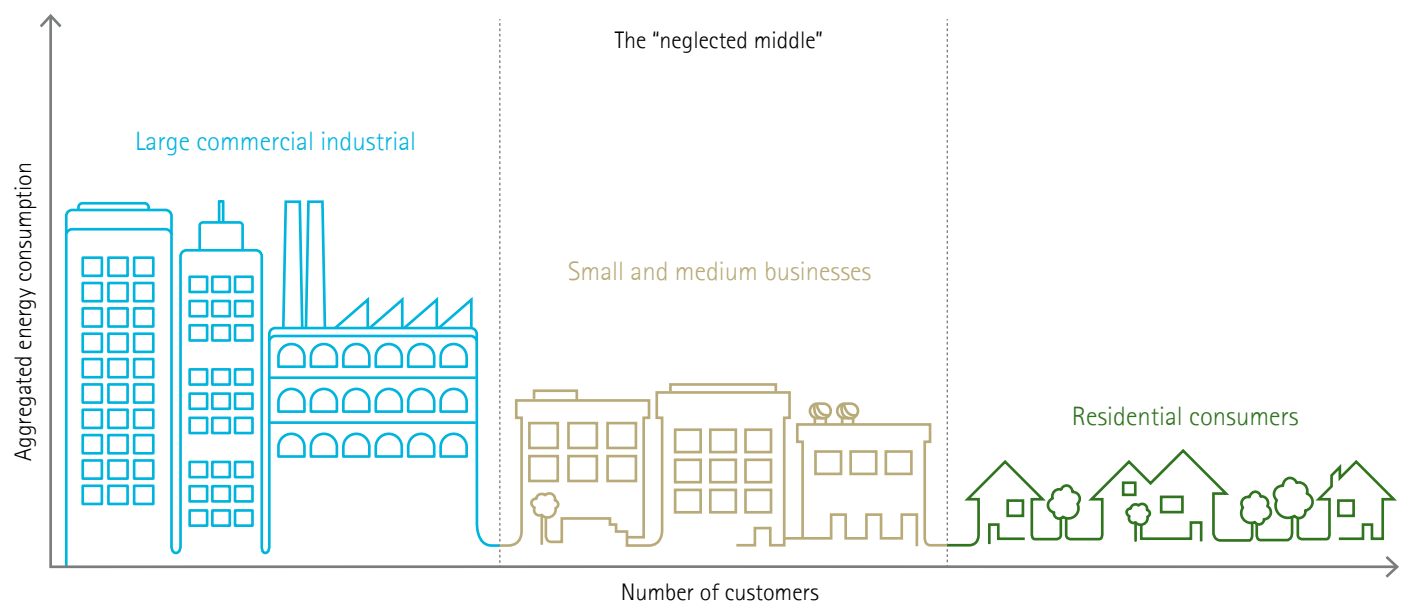 The “neglected middle”
Large commercial industrial
Aggregated energy consumption
Small and medium businesses
Residential consumers
Number of customers